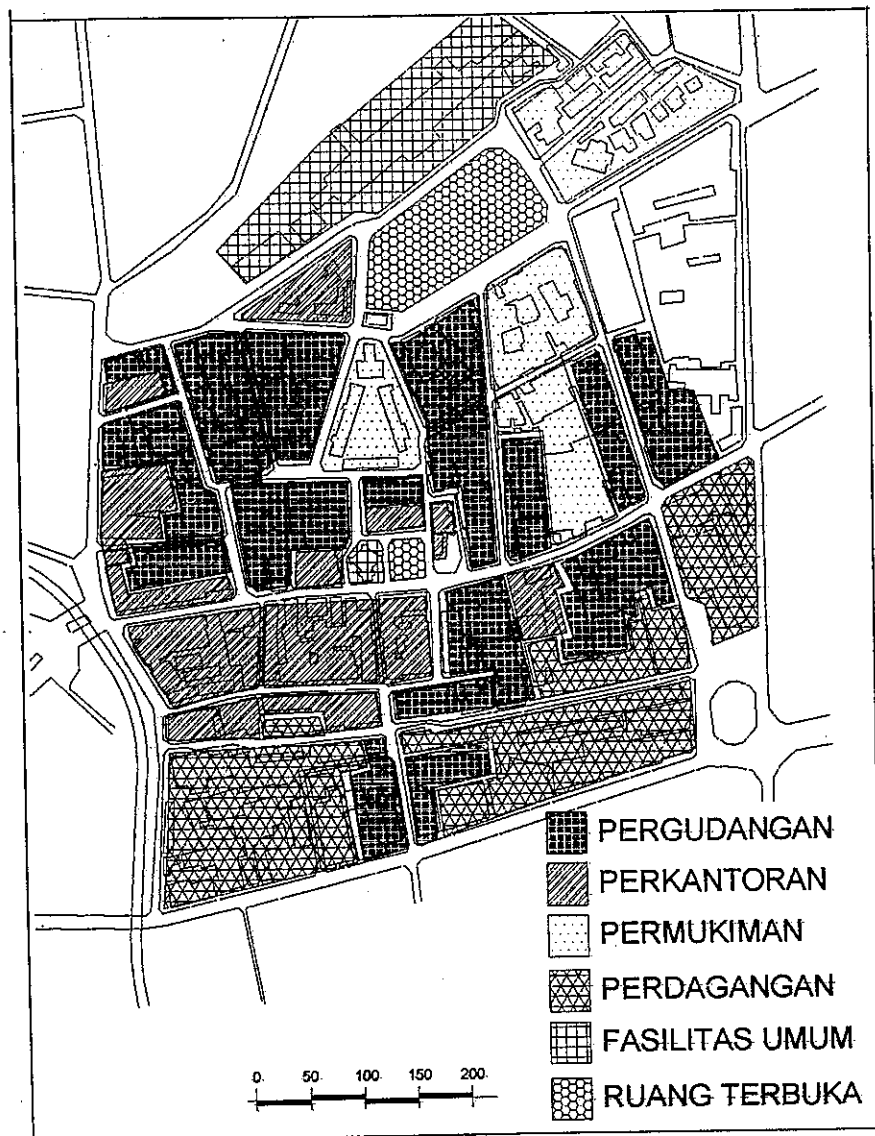 PERGUDANGAN
PERKANTORAN
PERMUKIMAN
PERDAGANGAN
FASILITAS UMUM
RUANG TERBUKA
0. 50. 100. 150. 200.